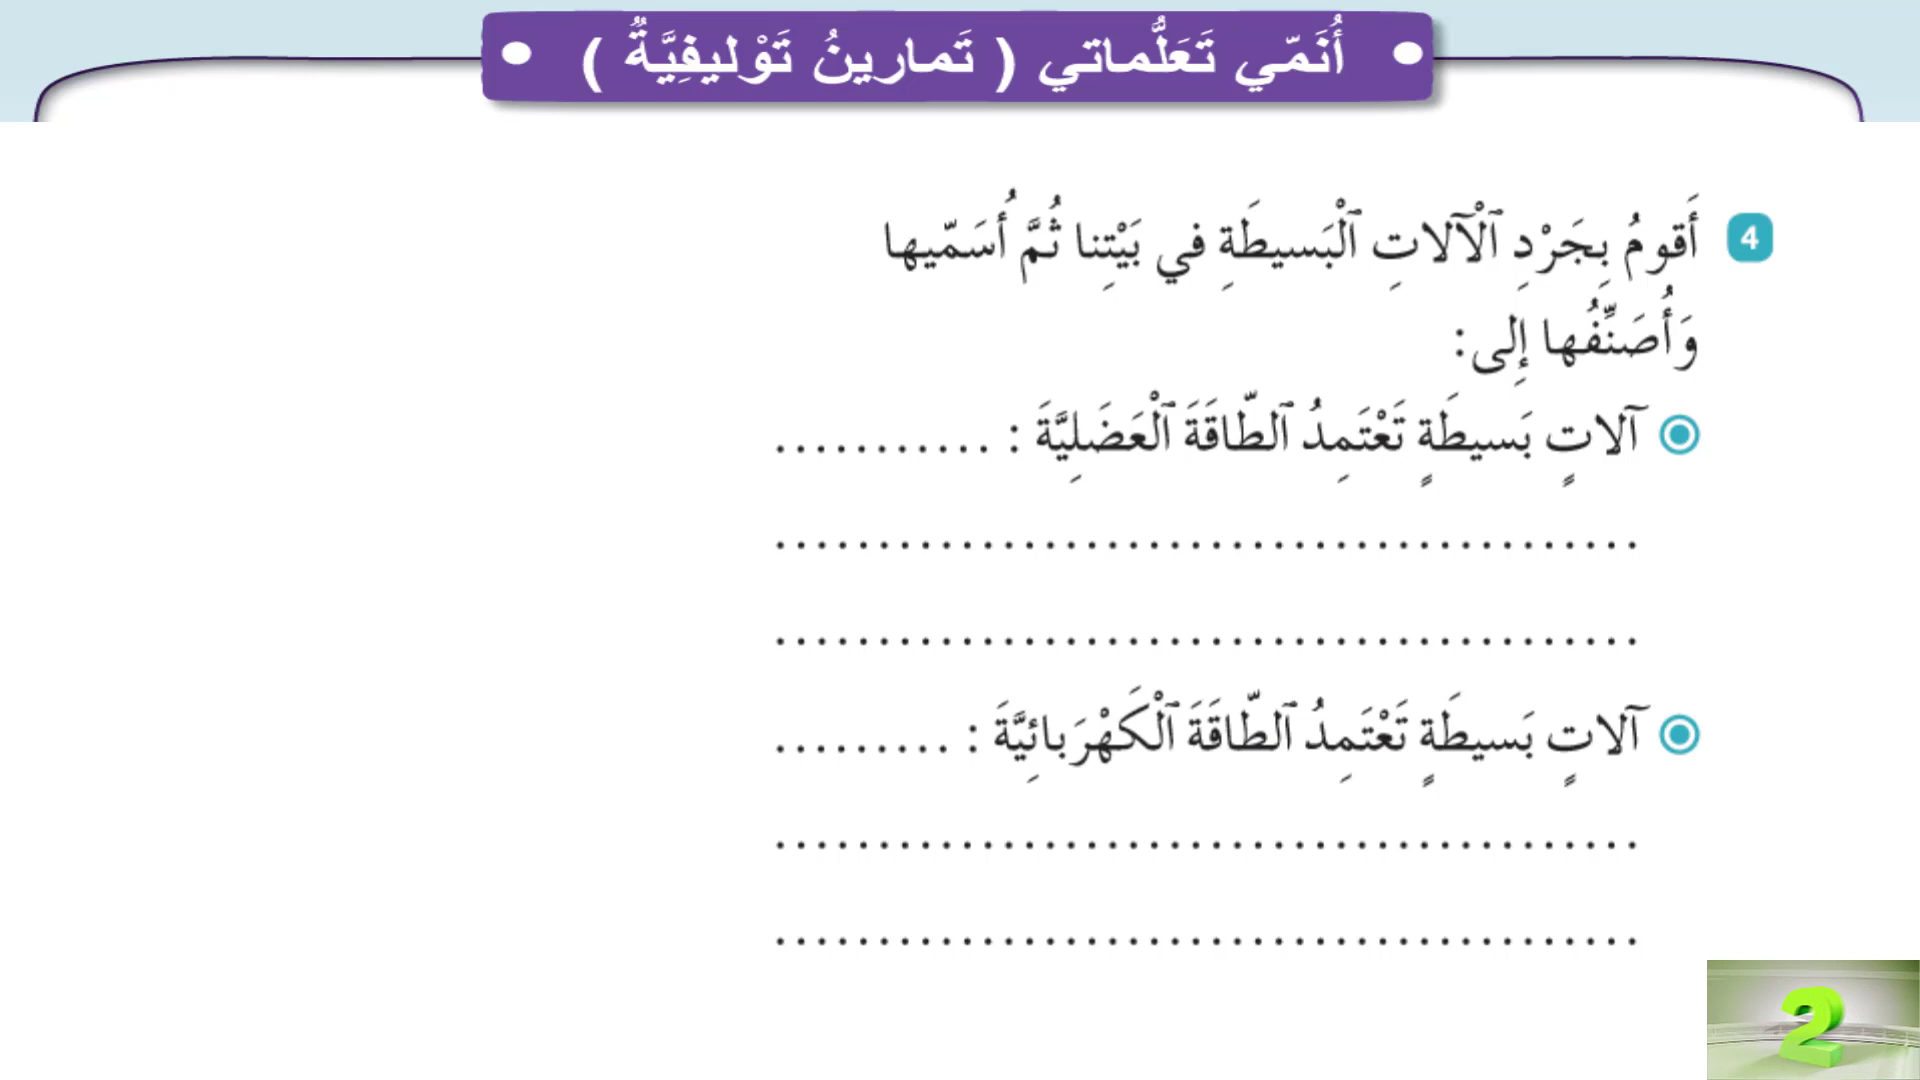 • أُنَمّي تَعَلُّماتي ( تَمارينُ تَوْليفِيَّةٌ ) •
4 أَقومُ بِجَرْدِ ٱلْآلاتِ ٱلْبَسيطَةِ في بَيْتِنا ثُمَّ أُسَمّيها
وَأُصَنِّفُها إِلى:
آلاتٍ بَسيطَةٍ تَعْتَمِدُ ٱلطّاقَةَ ٱلْعَضَلِيَّةَ : ...........
..........................................
..........................................
آلاتٍ بَسيطَةٍ تَعْتَمِدُ ٱلطّاقَةَ ٱلْكَهْرَبائِيَّةَ : .........
..........................................
..........................................
2